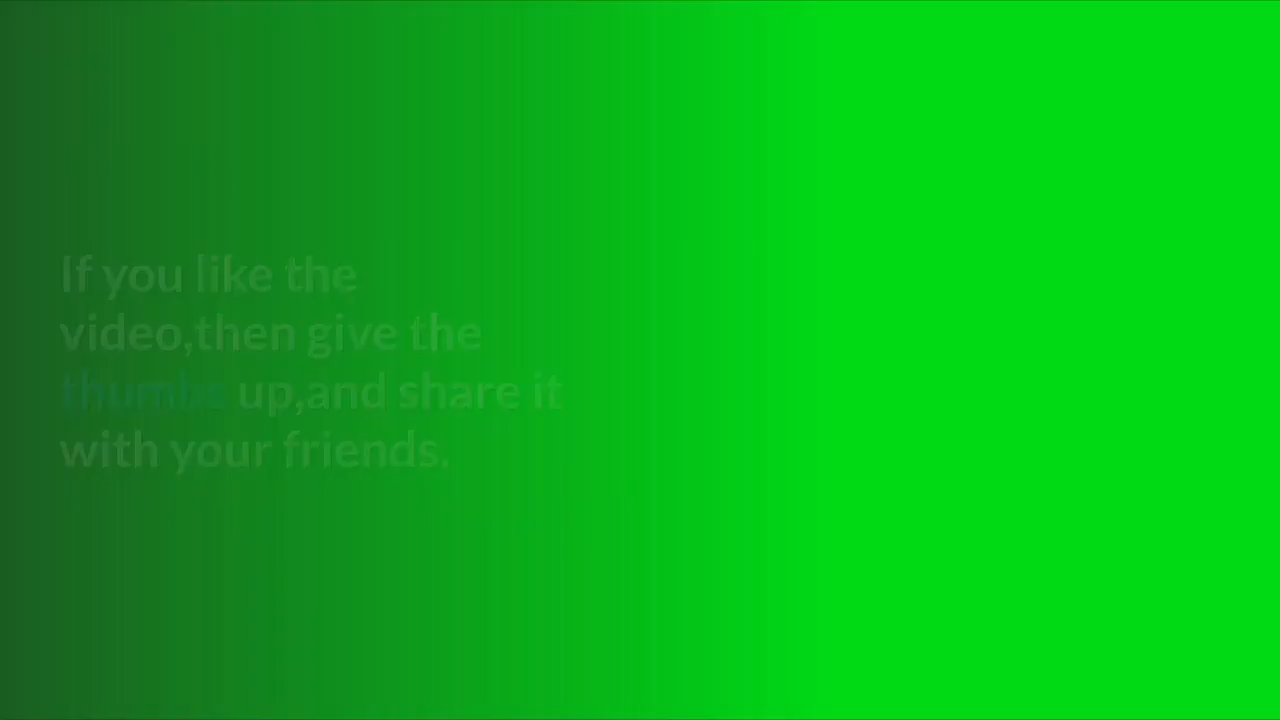 If you like the
video,then give the
thumbs up,and share it
with your friends.